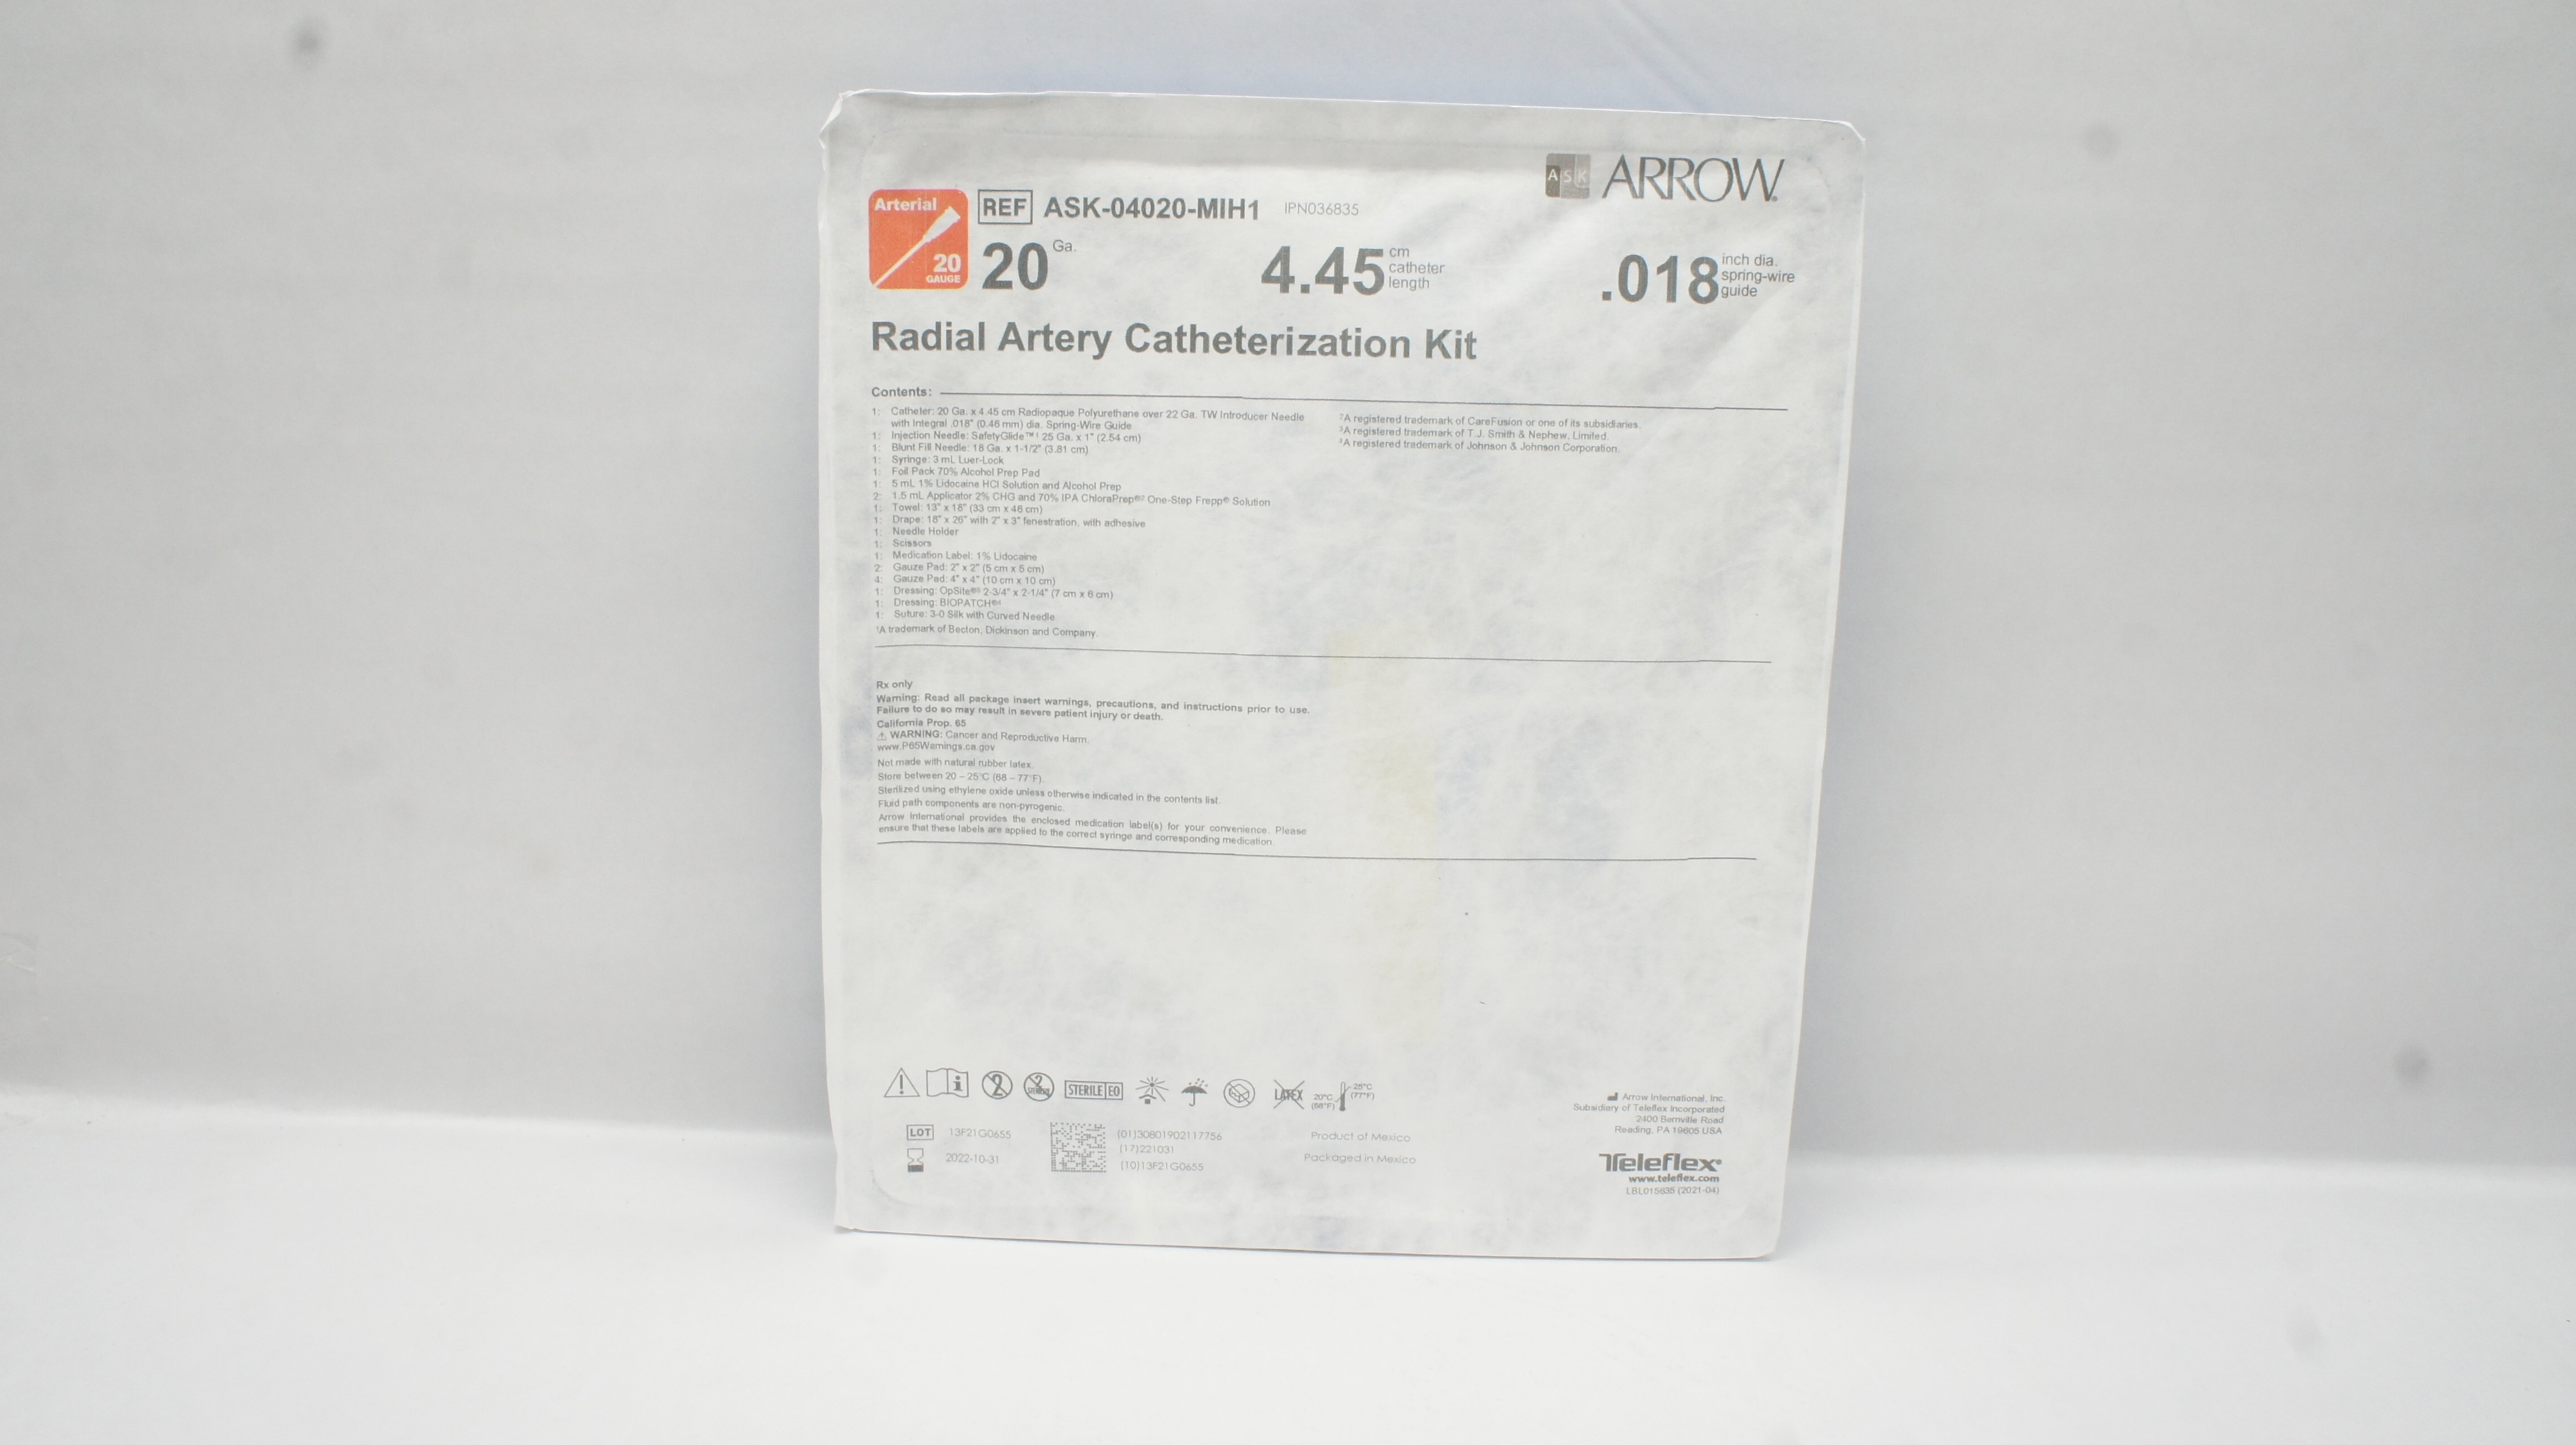 ASK ARROW®
Arterial
20
GAUGE
REF ASK-04020-MIH1 IPN036835
20 Ga.
4.45 cm catheter length
.018 inch dia. spring-wire guide
Radial Artery Catheterization Kit
Contents:
1: Catheter: 20 Ga. x 4.45 cm Radiopaque Polyurethane over 22 Ga. TW Introducer Needle
with Integral .018" (0.46 mm) dia. Spring-Wire Guide
1: Injection Needle: SafetyGlide™¹ 25 Ga. x 1" (2.54 cm)
1: Blunt Fill Needle: 18 Ga. x 1-1/2" (3.81 cm)
1: Syringe: 3 mL Luer-Lock
1: Foil Pack 70% Alcohol Prep Pad
1: 5 mL 1% Lidocaine HCl Solution and Alcohol Prep
2: 1.5 mL Applicator 2% CHG and 70% IPA ChloraPrep®² One-Step Frepp® Solution
1: Towel: 13" x 18" (33 cm x 46 cm)
1: Drape: 18" x 26" with 2" x 3" fenestration, with adhesive
1: Needle Holder
1: Scissors
1: Medication Label: 1% Lidocaine
2: Gauze Pad: 2" x 2" (5 cm x 5 cm)
4: Gauze Pad: 4" x 4" (10 cm x 10 cm)
1: Dressing: OpSite®³ 2-3/4" x 2-1/4" (7 cm x 6 cm)
1: Dressing: BIOPATCH®⁴
1: Suture: 3-0 Silk with Curved Needle
¹A trademark of Becton, Dickinson and Company.
²A registered trademark of CareFusion or one of its subsidiaries.
³A registered trademark of T.J. Smith & Nephew, Limited.
⁴A registered trademark of Johnson & Johnson Corporation.
Rx only
Warning: Read all package insert warnings, precautions, and instructions prior to use.
Failure to do so may result in severe patient injury or death.
California Prop. 65
⚠ WARNING: Cancer and Reproductive Harm.
www.P65Warnings.ca.gov
Not made with natural rubber latex.
Store between 20 – 25°C (68 – 77°F).
Sterilized using ethylene oxide unless otherwise indicated in the contents list.
Fluid path components are non-pyrogenic.
Arrow International provides the enclosed medication label(s) for your convenience. Please
ensure that these labels are applied to the correct syringe and corresponding medication.
2 STERILE EO LATEX 20°C (68°F) 25°C (77°F)
LOT 13F21G0655
2022-10-31
(01)30801902117756
(17)221031
(10)13F21G0655
Product of Mexico
Packaged in Mexico
Arrow International, Inc.
Subsidiary of Teleflex Incorporated
2400 Bernville Road
Reading, PA 19605 USA
Teleflex®
www.teleflex.com
LBL015635 (2021-04)